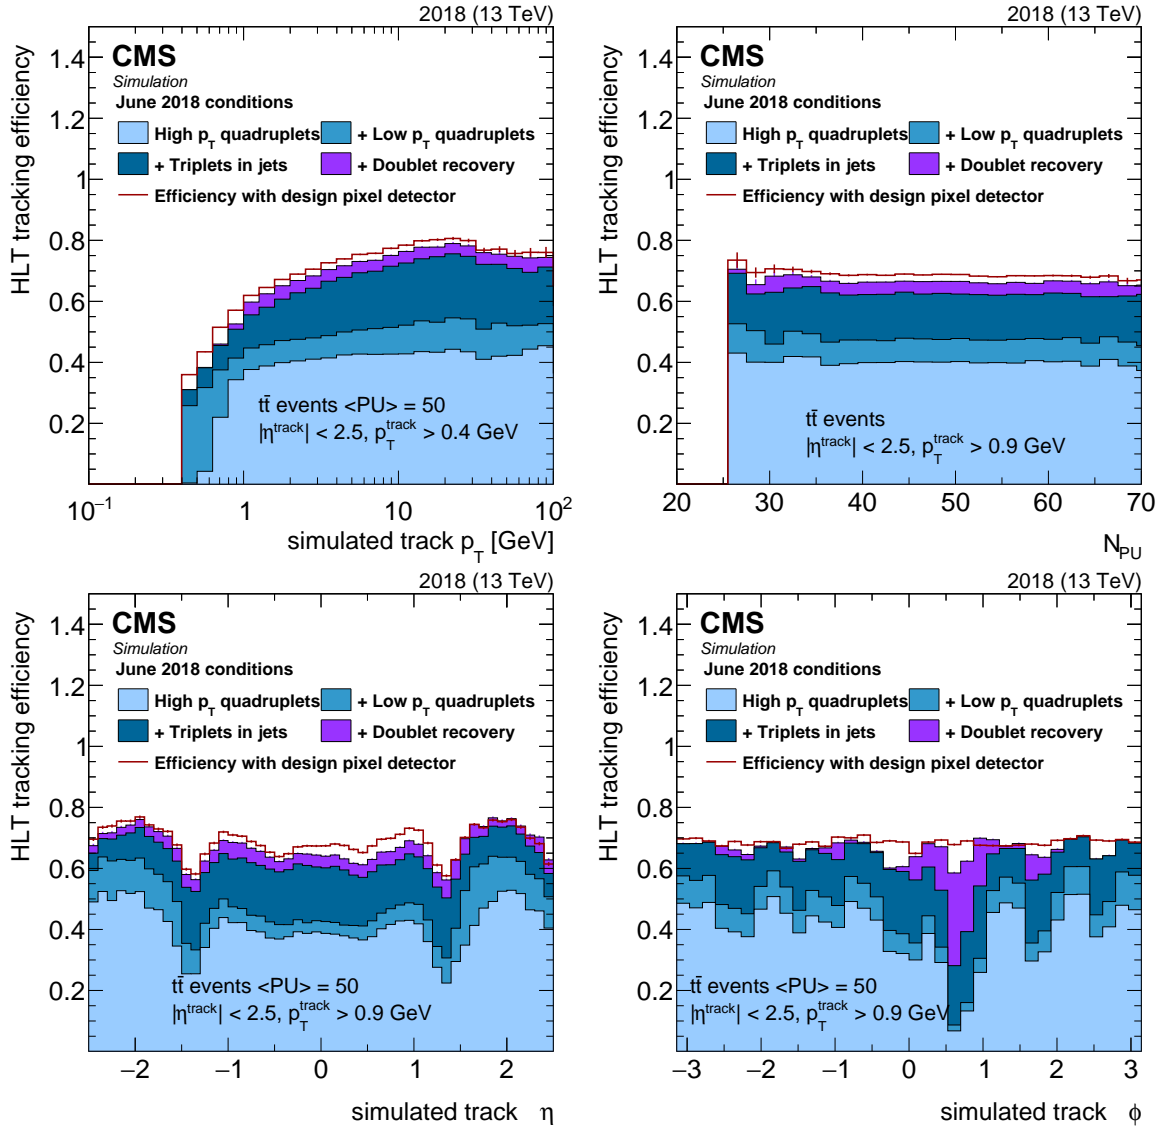 2018 (13 TeV)
HLT tracking efficiency
CMS
Simulation
June 2018 conditions
High p_T quadruplets
+ Low p_T quadruplets
+ Triplets in jets
+ Doublet recovery
Efficiency with design pixel detector
1.4
1.2
1
0.8
0.6
0.4
0.2
tt̄ events <PU> = 50
|η^track| < 2.5, p_T^track > 0.4 GeV
10^−1 1 10 10^2
simulated track p_T [GeV]
2018 (13 TeV)
HLT tracking efficiency
CMS
Simulation
June 2018 conditions
High p_T quadruplets
+ Low p_T quadruplets
+ Triplets in jets
+ Doublet recovery
Efficiency with design pixel detector
1.4
1.2
1
0.8
0.6
0.4
0.2
tt̄ events
|η^track| < 2.5, p_T^track > 0.9 GeV
20 30 40 50 60 70
N_PU
2018 (13 TeV)
HLT tracking efficiency
CMS
Simulation
June 2018 conditions
High p_T quadruplets
+ Low p_T quadruplets
+ Triplets in jets
+ Doublet recovery
Efficiency with design pixel detector
1.4
1.2
1
0.8
0.6
0.4
0.2
tt̄ events <PU> = 50
|η^track| < 2.5, p_T^track > 0.9 GeV
−2 −1 0 1 2
simulated track η
2018 (13 TeV)
HLT tracking efficiency
CMS
Simulation
June 2018 conditions
High p_T quadruplets
+ Low p_T quadruplets
+ Triplets in jets
+ Doublet recovery
Efficiency with design pixel detector
1.4
1.2
1
0.8
0.6
0.4
0.2
tt̄ events <PU> = 50
|η^track| < 2.5, p_T^track > 0.9 GeV
−3 −2 −1 0 1 2 3
simulated track ϕ